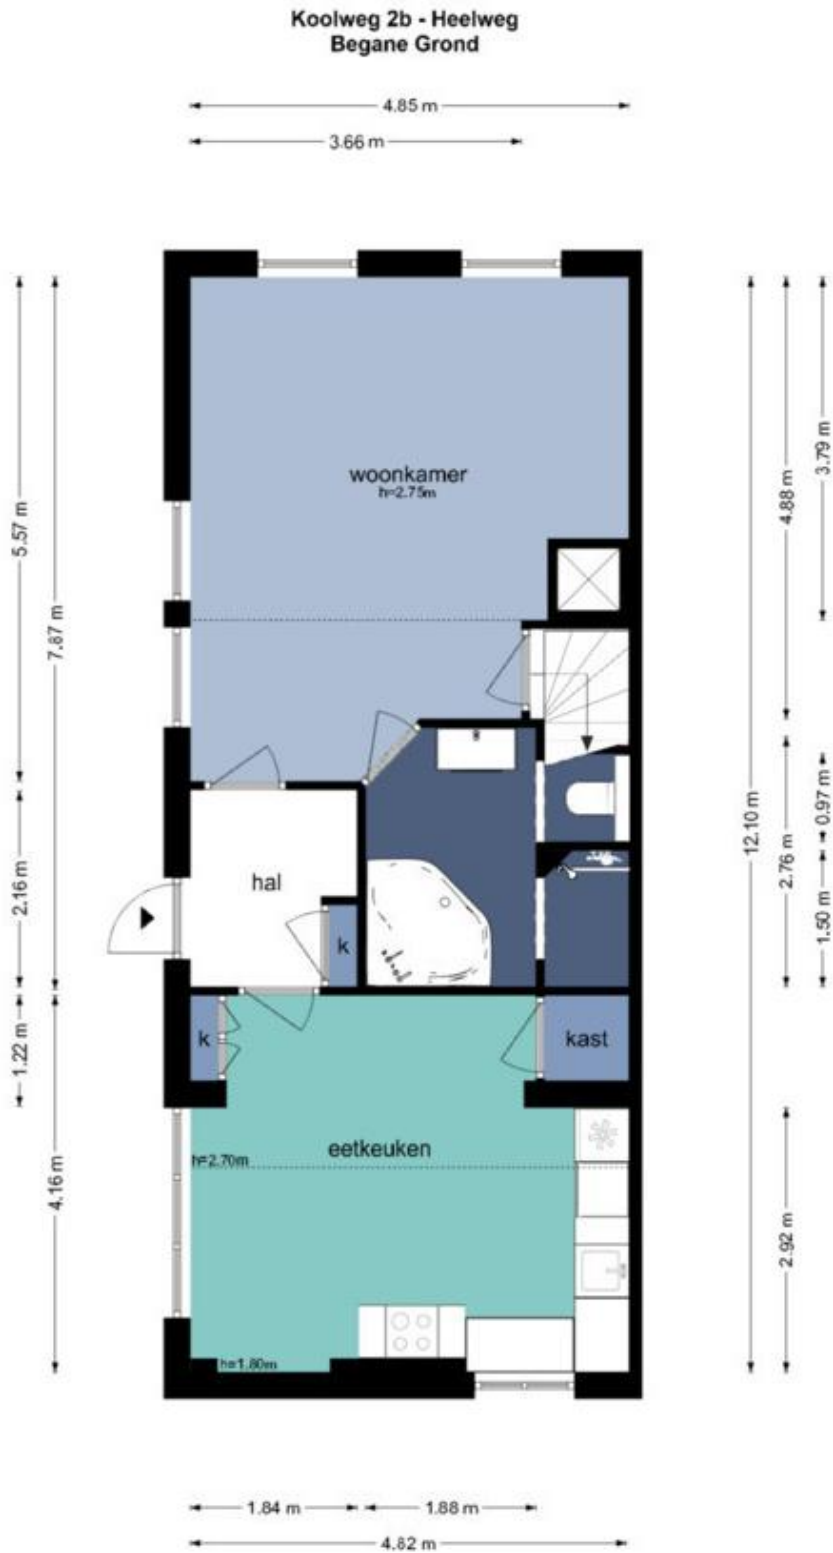 Koolweg 2b - Heelweg
Begane Grond
4.85 m
3.66 m
5.57 m
7.87 m
2.16 m
1.22 m
4.16 m
woonkamer
h=2.75m
hal
k
k
kast
eetkeuken
h=2.70m
h=1.80m
3.79 m
4.88 m
12.10 m
0.97 m
2.76 m
1.50 m
2.92 m
1.84 m
1.88 m
4.82 m